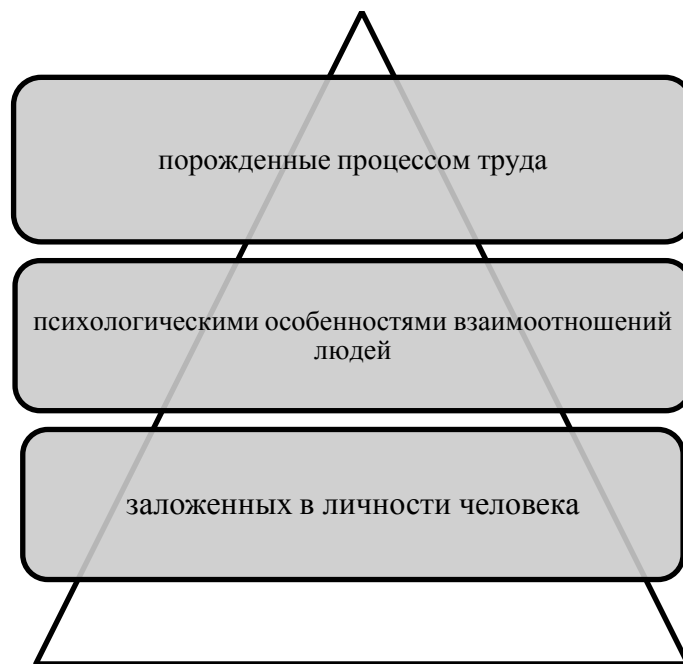 порожденные процессом труда
психологическими особенностями взаимоотношений
людей
заложенных в личности человека